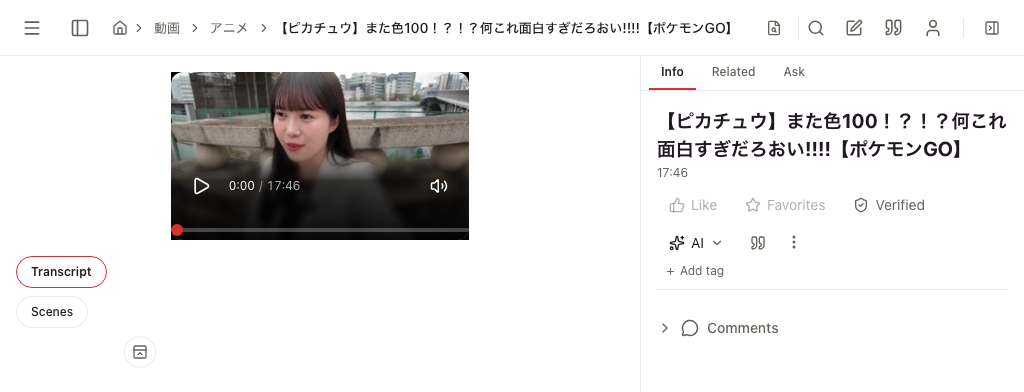 動画
アニメ
【ピカチュウ】また色100！？！？何これ面白すぎだろおい!!!!【ポケモンGO】
0:00 / 17:46
Transcript
Scenes
Info
Related
Ask
【ピカチュウ】また色100！？！？何これ
面白すぎだろおい!!!!【ポケモンGO】
17:46
Like
Favorites
Verified
AI
+ Add tag
Comments